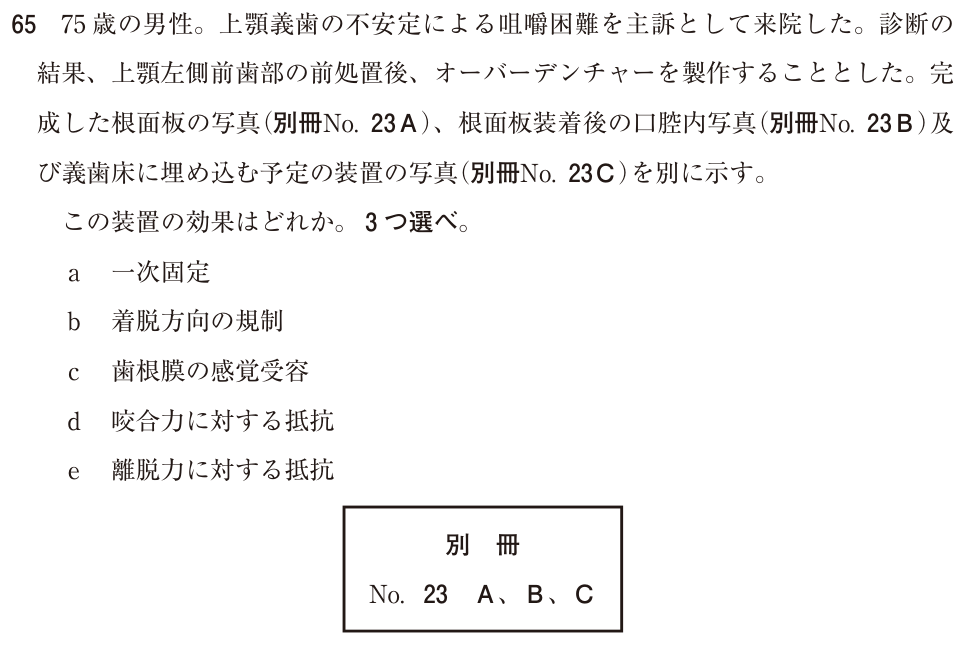 65 75歳の男性。上顎義歯の不安定による咀嚼困難を主訴として来院した。診断の
結果、上顎左側前歯部の前処置後、オーバーデンチャーを製作することとした。完
成した根面板の写真(別冊No. 23A)、根面板装着後の口腔内写真(別冊No. 23B)及
び義歯床に埋め込む予定の装置の写真(別冊No. 23C)を別に示す。
この装置の効果はどれか。3つ選べ。
a 一次固定
b 着脱方向の規制
c 歯根膜の感覚受容
d 咬合力に対する抵抗
e 離脱力に対する抵抗
別 冊
No. 23 A、B、C